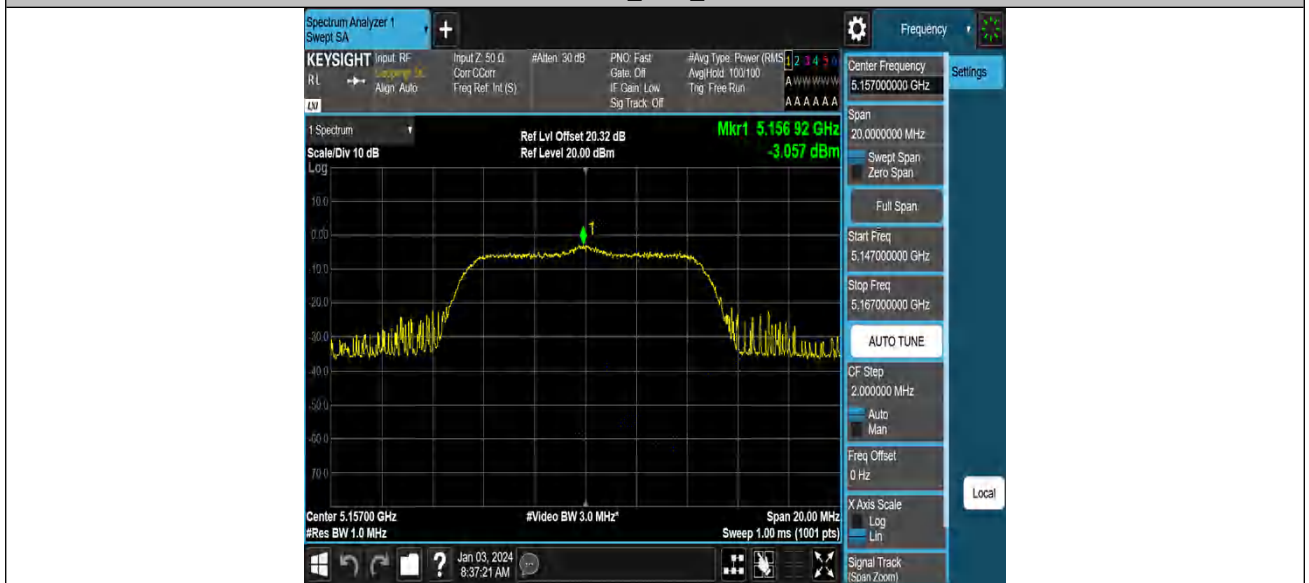 Spectrum Analyzer 1
Swept SA
+
Frequency
KEYSIGHT
Input: RF
RL
Align: Auto
LXI
Input Z: 50 Ω
Corr CCorr
Freq Ref: Int (S)
#Atten: 30 dB
PNO: Fast
Gate: Off
IF Gain: Low
Sig Track: Off
#Avg Type: Power (RMS
Avg|Hold: 100/100
Trig: Free Run
1 2 3 4 5 6
A W W W W W
A A A A A A
Center Frequency
5.157000000 GHz
Settings
Span
20.0000000 MHz
Swept Span
Zero Span
Full Span
Start Freq
5.147000000 GHz
Stop Freq
5.167000000 GHz
AUTO TUNE
CF Step
2.000000 MHz
Auto
Man
Freq Offset
0 Hz
X Axis Scale
Log
Lin
Signal Track
(Span Zoom)
Local
1 Spectrum
Scale/Div 10 dB
Log
Ref Lvl Offset 20.32 dB
Ref Level 20.00 dBm
Mkr1 5.156 92 GHz
-3.057 dBm
10.0
0.00
1
-10.0
-20.0
-30.0
-40.0
-50.0
-60.0
-70.0
Center 5.15700 GHz
#Res BW 1.0 MHz
#Video BW 3.0 MHz*
Span 20.00 MHz
Sweep 1.00 ms (1001 pts)
?
Jan 03, 2024
8:37:21 AM